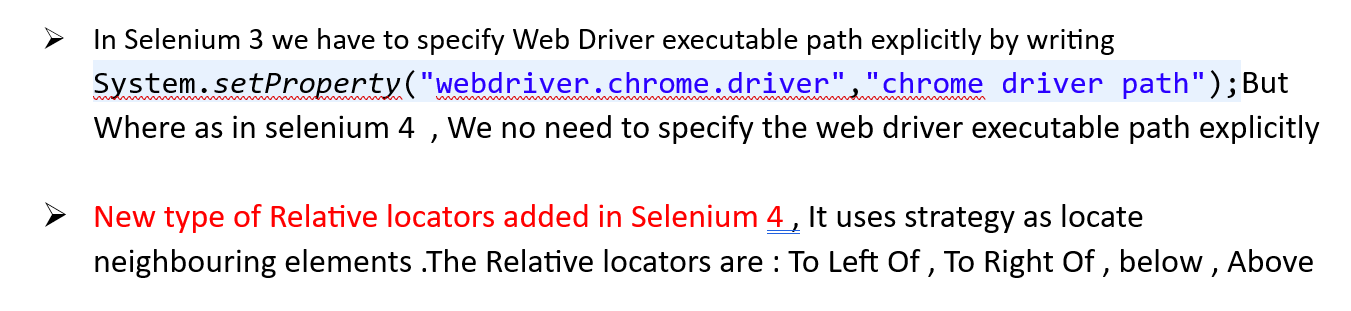 ➢ In Selenium 3 we have to specify Web Driver executable path explicitly by writing
System.setProperty("webdriver.chrome.driver","chrome driver path");But
Where as in selenium 4  , We no need to specify the web driver executable path explicitly
➢ New type of Relative locators added in Selenium 4 , It uses strategy as locate
neighbouring elements .The Relative locators are : To Left Of , To Right Of , below , Above